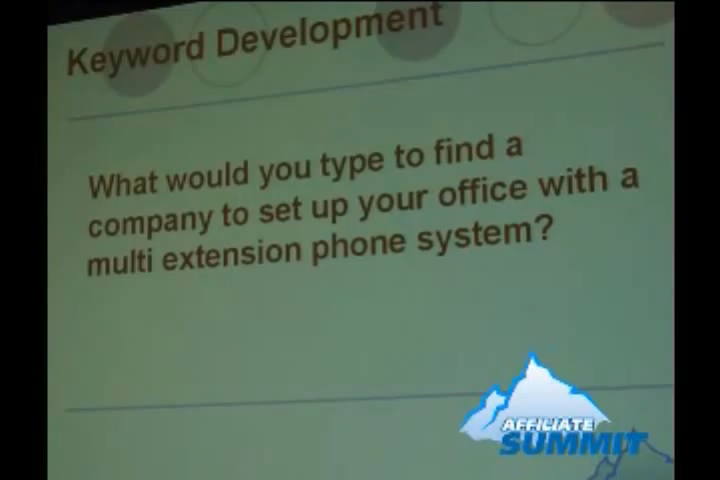 Keyword Development
What would you type to find a
company to set up your office with a
multi extension phone system?
AFFILIATE
SUMMIT